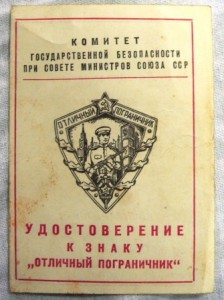 КОМИТЕТ
ГОСУДАРСТВЕННОЙ БЕЗОПАСНОСТИ
ПРИ СОВЕТЕ МИНИСТРОВ СОЮЗА ССР
ОТЛИЧНЫЙ ПОГРАНИЧНИК
УДОСТОВЕРЕНИЕ
К ЗНАКУ
„ОТЛИЧНЫЙ ПОГРАНИЧНИК"